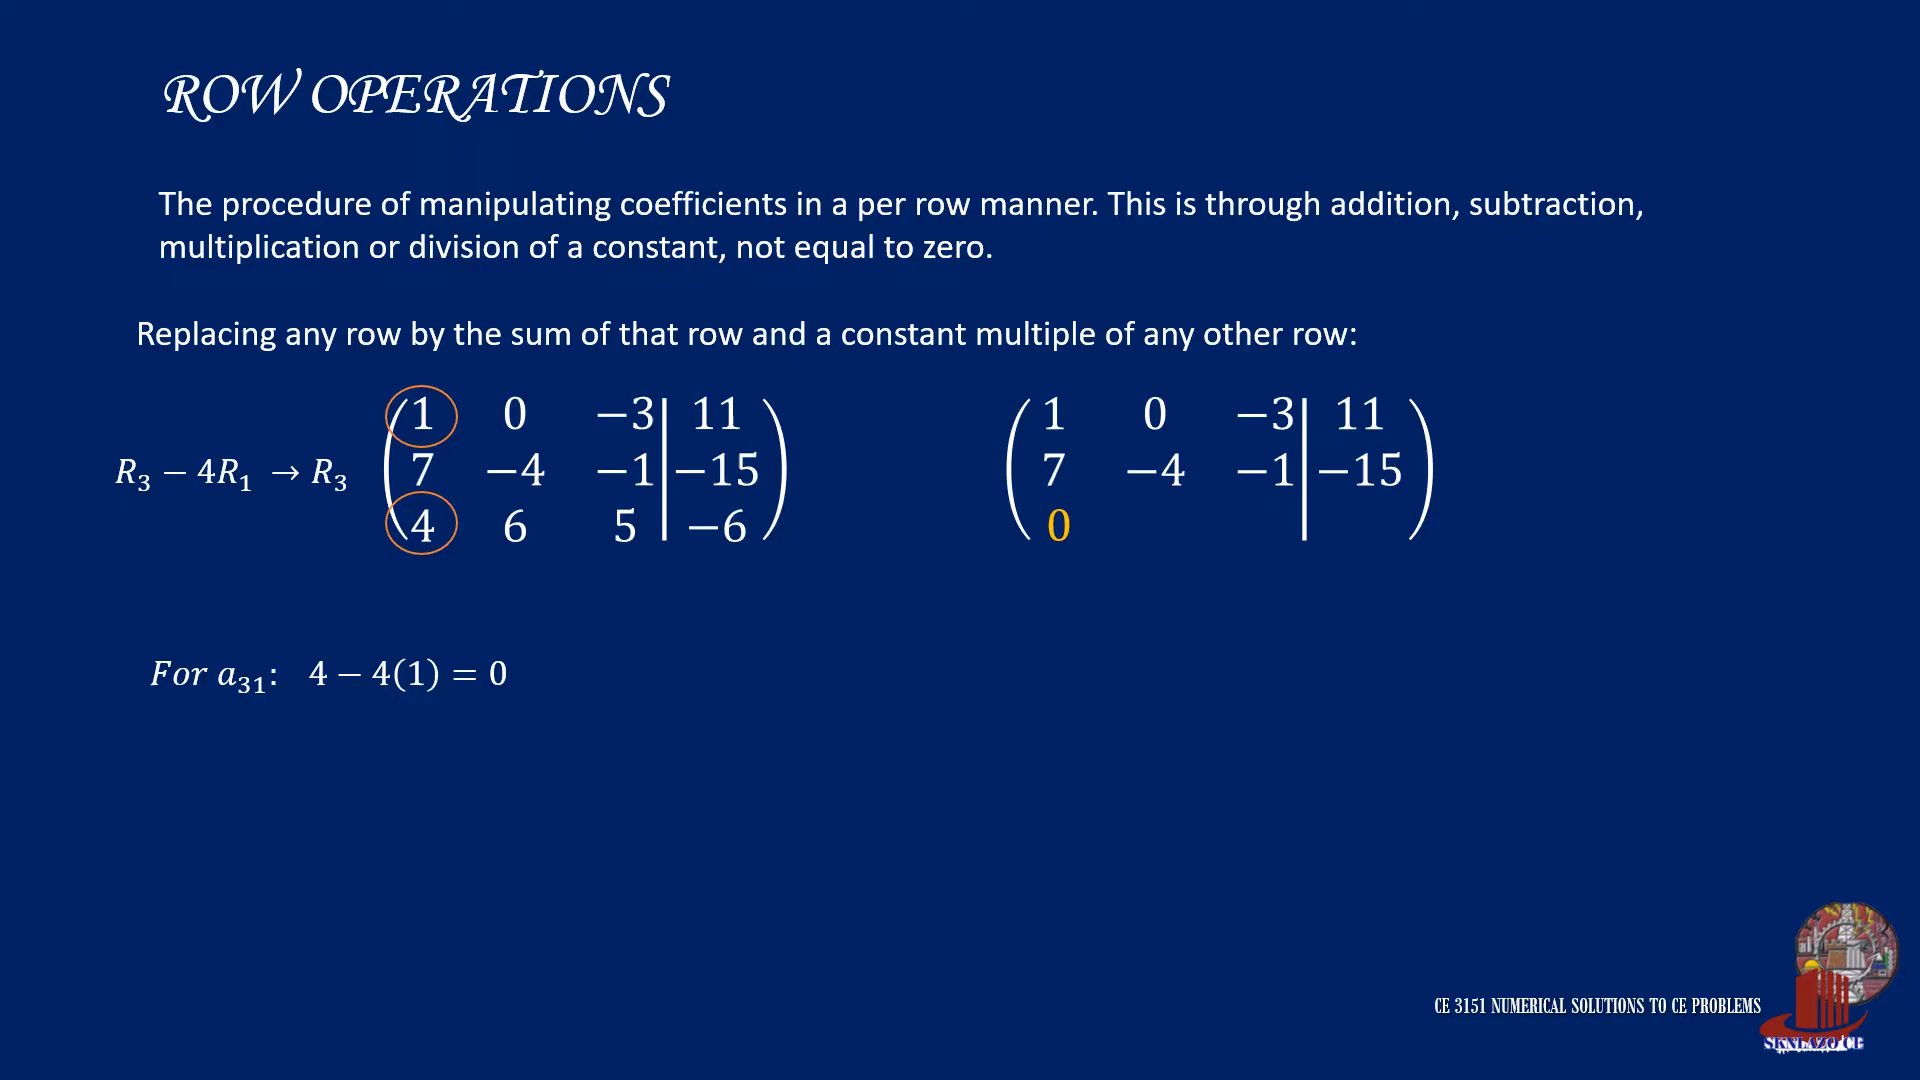 ROW OPERATIONS
The procedure of manipulating coefficients in a per row manner. This is through addition, subtraction,
multiplication or division of a constant, not equal to zero.
Replacing any row by the sum of that row and a constant multiple of any other row:
1 0 −3 | 11
7 −4 −1 | −15
4 6 5 | −6
R₃ − 4R₁ → R₃
1 0 −3 | 11
7 −4 −1 | −15
0
For a₃₁: 4 − 4(1) = 0
CE 3151 NUMERICAL SOLUTIONS TO CE PROBLEMS
SKNLAZO CE